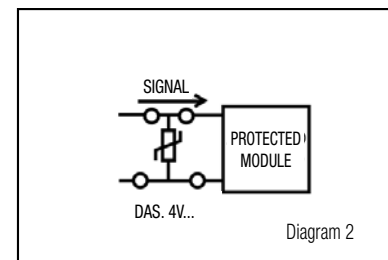 SIGNAL
PROTECTED
MODULE
DAS. 4V...
Diagram 2